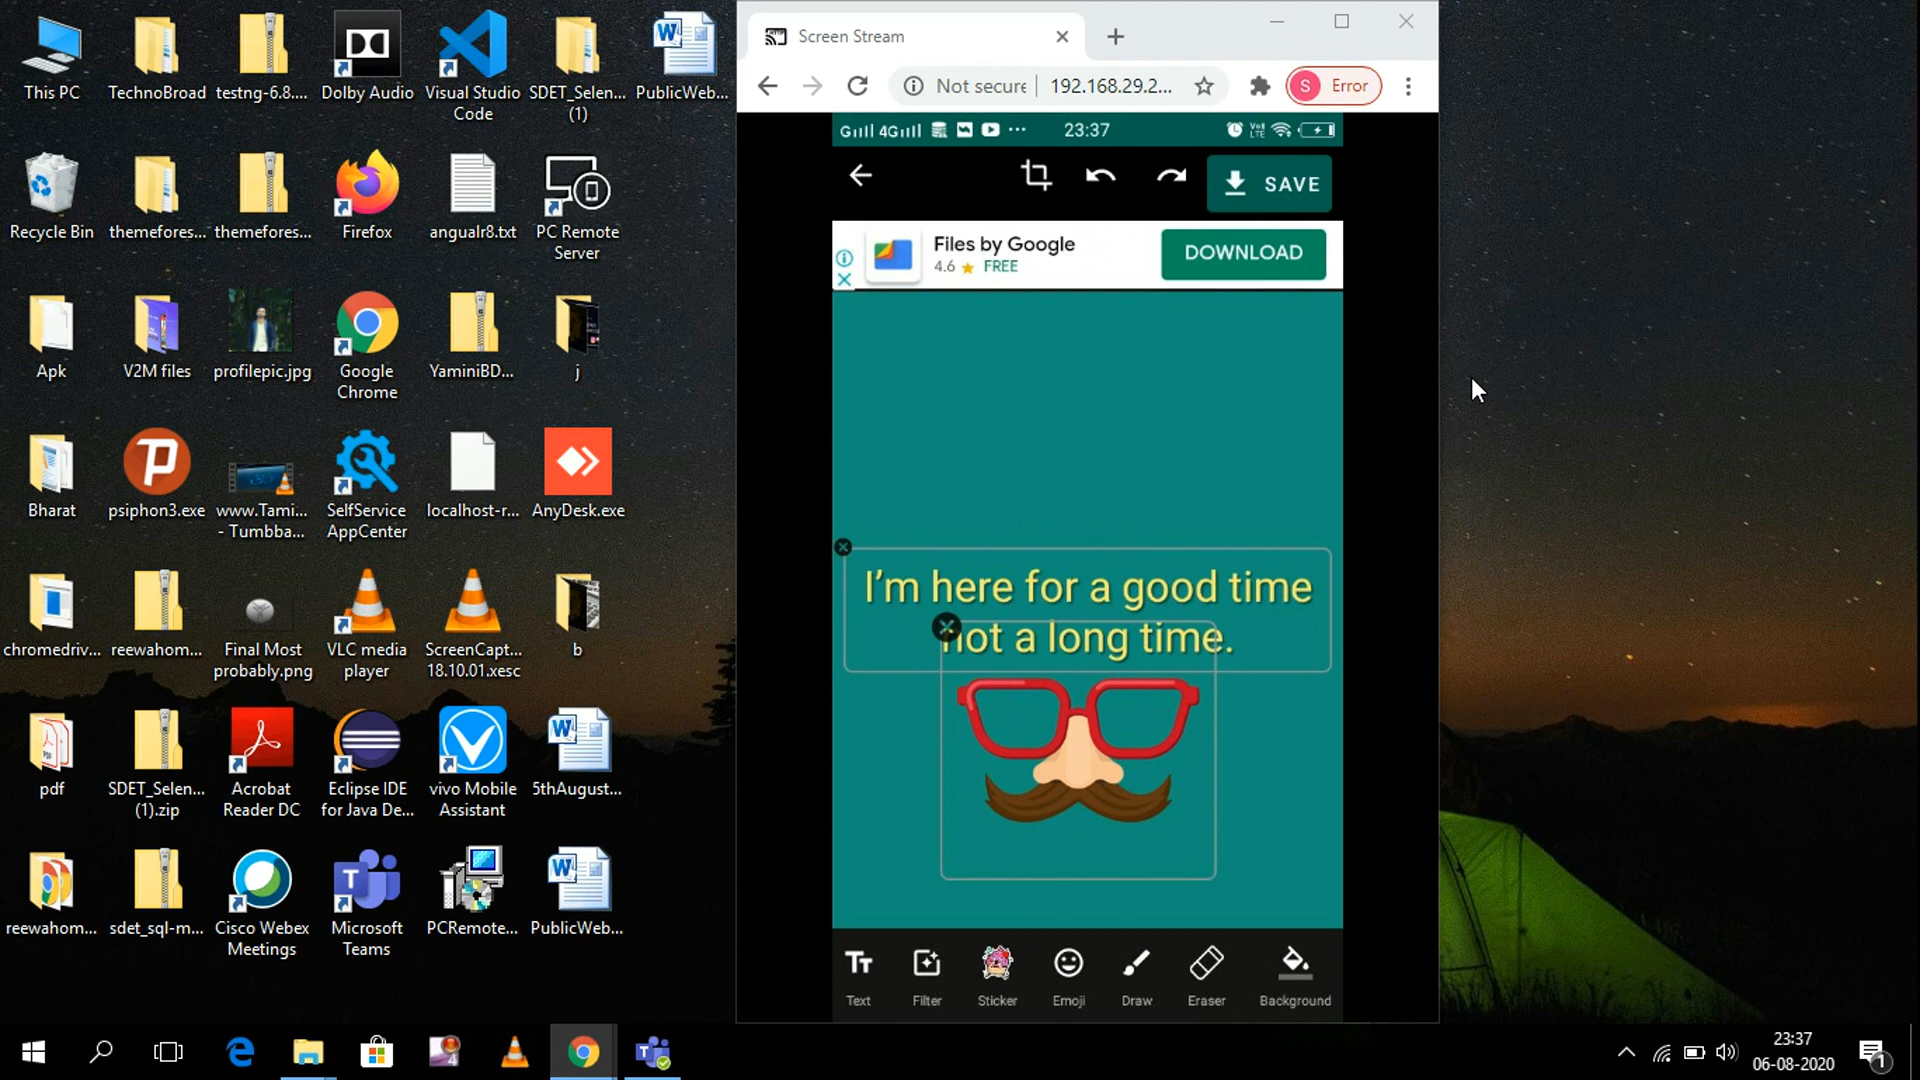 This PC
TechnoBroad
testng-6.8....
Dolby Audio
Visual Studio
Code
SDET_Selen...
(1)
PublicWeb...
Recycle Bin
themefores...
themefores...
Firefox
angualr8.txt
PC Remote
Server
Apk
V2M files
profilepic.jpg
Google
Chrome
YaminiBD...
j
Bharat
psiphon3.exe
www.Tami...
- Tumbba...
SelfService
AppCenter
localhost-r...
AnyDesk.exe
chromedriv...
reewahom...
Final Most
probably.png
VLC media
player
ScreenCapt...
18.10.01.xesc
b
pdf
SDET_Selen...
(1).zip
Acrobat
Reader DC
Eclipse IDE
for Java De...
vivo Mobile
Assistant
5thAugust...
reewahom...
sdet_sql-m...
Cisco Webex
Meetings
Microsoft
Teams
PCRemote...
PublicWeb...
Screen Stream
Not secure
192.168.29.2...
S Error
G 4G
23:37
VoLTE
SAVE
Files by Google
4.6 ★ FREE
DOWNLOAD
I'm here for a good time
not a long time.
Text
Filter
Sticker
Emoji
Draw
Eraser
Background
23:37
06-08-2020
1